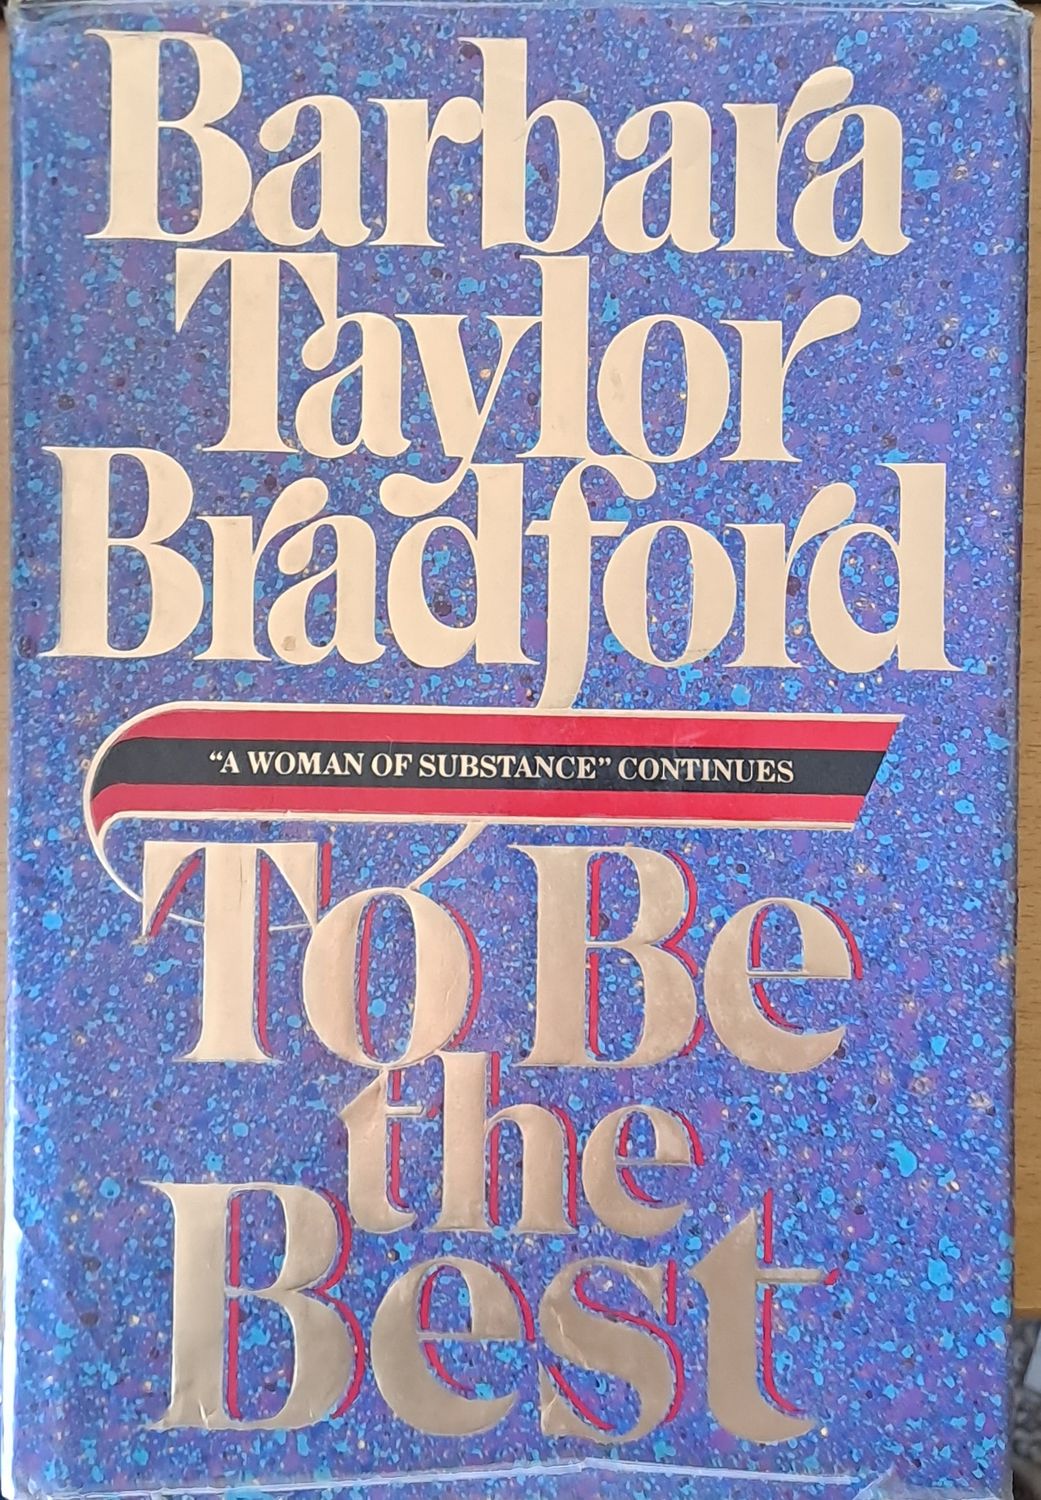 Barbara
Taylor
Bradford
“A WOMAN OF SUBSTANCE” CONTINUES
To Be
the
Best